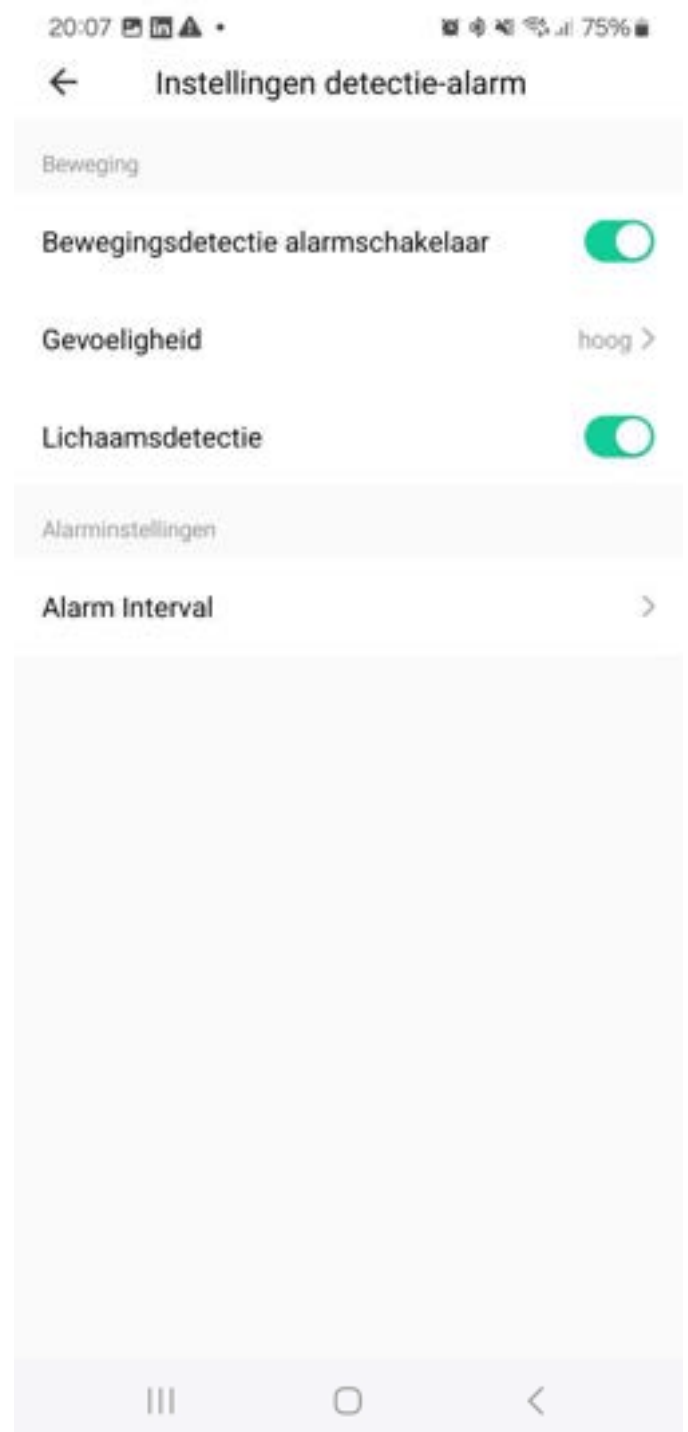 20:07
75%
Instellingen detectie-alarm
Beweging
Bewegingsdetectie alarmschakelaar
Gevoeligheid
hoog
Lichaamsdetectie
Alarminstellingen
Alarm Interval